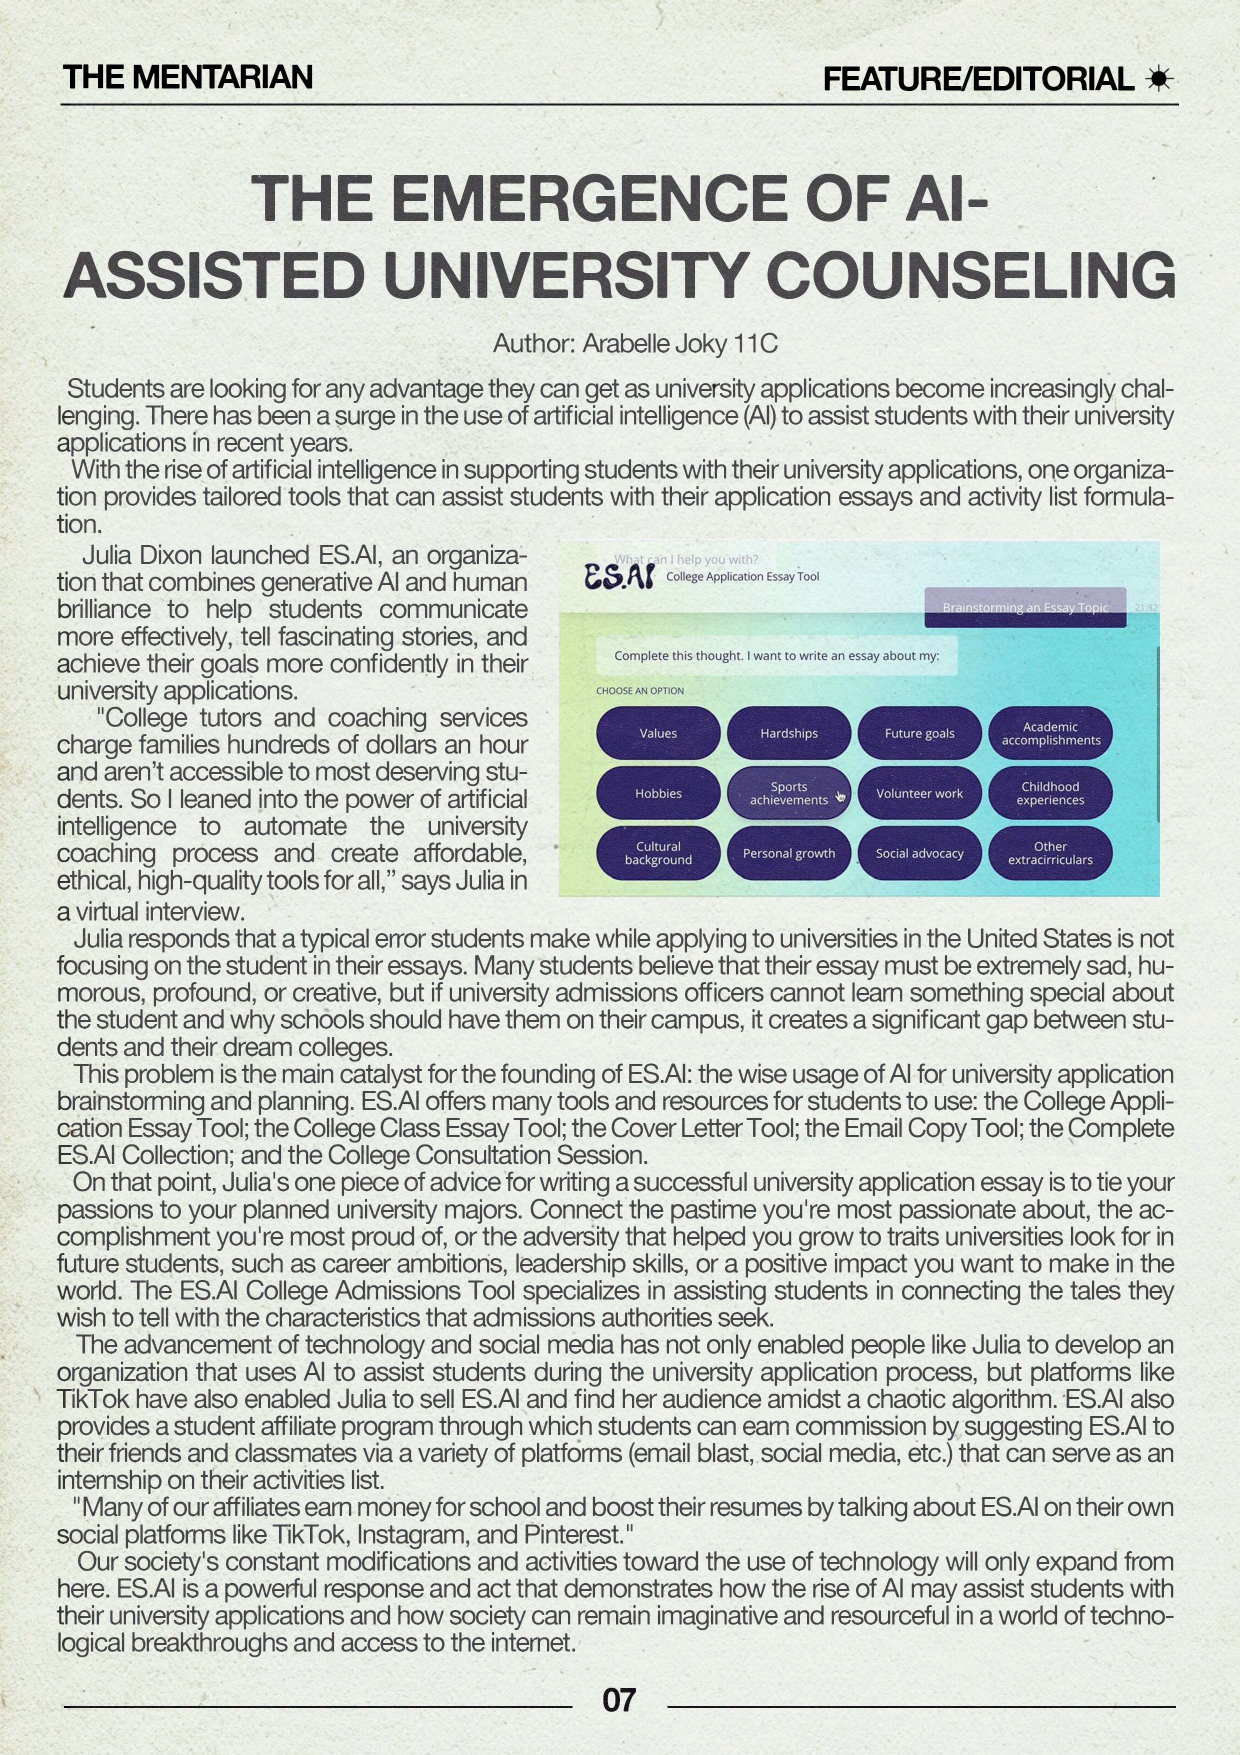 THE MENTARIAN
FEATURE/EDITORIAL
THE EMERGENCE OF AI-
ASSISTED UNIVERSITY COUNSELING
Author: Arabelle Joky 11C
Students are looking for any advantage they can get as university applications become increasingly chal-
lenging. There has been a surge in the use of artificial intelligence (AI) to assist students with their university
applications in recent years.
With the rise of artificial intelligence in supporting students with their university applications, one organiza-
tion provides tailored tools that can assist students with their application essays and activity list formula-
tion.
Julia Dixon launched ES.AI, an organiza-
tion that combines generative AI and human
brilliance to help students communicate
more effectively, tell fascinating stories, and
achieve their goals more confidently in their
university applications.
"College tutors and coaching services
charge families hundreds of dollars an hour
and aren’t accessible to most deserving stu-
dents. So I leaned into the power of artificial
intelligence to automate the university
coaching process and create affordable,
ethical, high-quality tools for all,” says Julia in
a virtual interview.
What can I help you with?
ES.AI College Application Essay Tool
Brainstorming an Essay Topic
21:32
Complete this thought. I want to write an essay about my:
CHOOSE AN OPTION
Values
Hardships
Future goals
Academic
accomplishments
Hobbies
Sports
achievements
Volunteer work
Childhood
experiences
Cultural
background
Personal growth
Social advocacy
Other
extracirriculars
Julia responds that a typical error students make while applying to universities in the United States is not
focusing on the student in their essays. Many students believe that their essay must be extremely sad, hu-
morous, profound, or creative, but if university admissions officers cannot learn something special about
the student and why schools should have them on their campus, it creates a significant gap between stu-
dents and their dream colleges.
This problem is the main catalyst for the founding of ES.AI: the wise usage of AI for university application
brainstorming and planning. ES.AI offers many tools and resources for students to use: the College Appli-
cation Essay Tool; the College Class Essay Tool; the Cover Letter Tool; the Email Copy Tool; the Complete
ES.AI Collection; and the College Consultation Session.
On that point, Julia's one piece of advice for writing a successful university application essay is to tie your
passions to your planned university majors. Connect the pastime you're most passionate about, the ac-
complishment you're most proud of, or the adversity that helped you grow to traits universities look for in
future students, such as career ambitions, leadership skills, or a positive impact you want to make in the
world. The ES.AI College Admissions Tool specializes in assisting students in connecting the tales they
wish to tell with the characteristics that admissions authorities seek.
The advancement of technology and social media has not only enabled people like Julia to develop an
organization that uses AI to assist students during the university application process, but platforms like
TikTok have also enabled Julia to sell ES.AI and find her audience amidst a chaotic algorithm. ES.AI also
provides a student affiliate program through which students can earn commission by suggesting ES.AI to
their friends and classmates via a variety of platforms (email blast, social media, etc.) that can serve as an
internship on their activities list.
"Many of our affiliates earn money for school and boost their resumes by talking about ES.AI on their own
social platforms like TikTok, Instagram, and Pinterest."
Our society's constant modifications and activities toward the use of technology will only expand from
here. ES.AI is a powerful response and act that demonstrates how the rise of AI may assist students with
their university applications and how society can remain imaginative and resourceful in a world of techno-
logical breakthroughs and access to the internet.
07